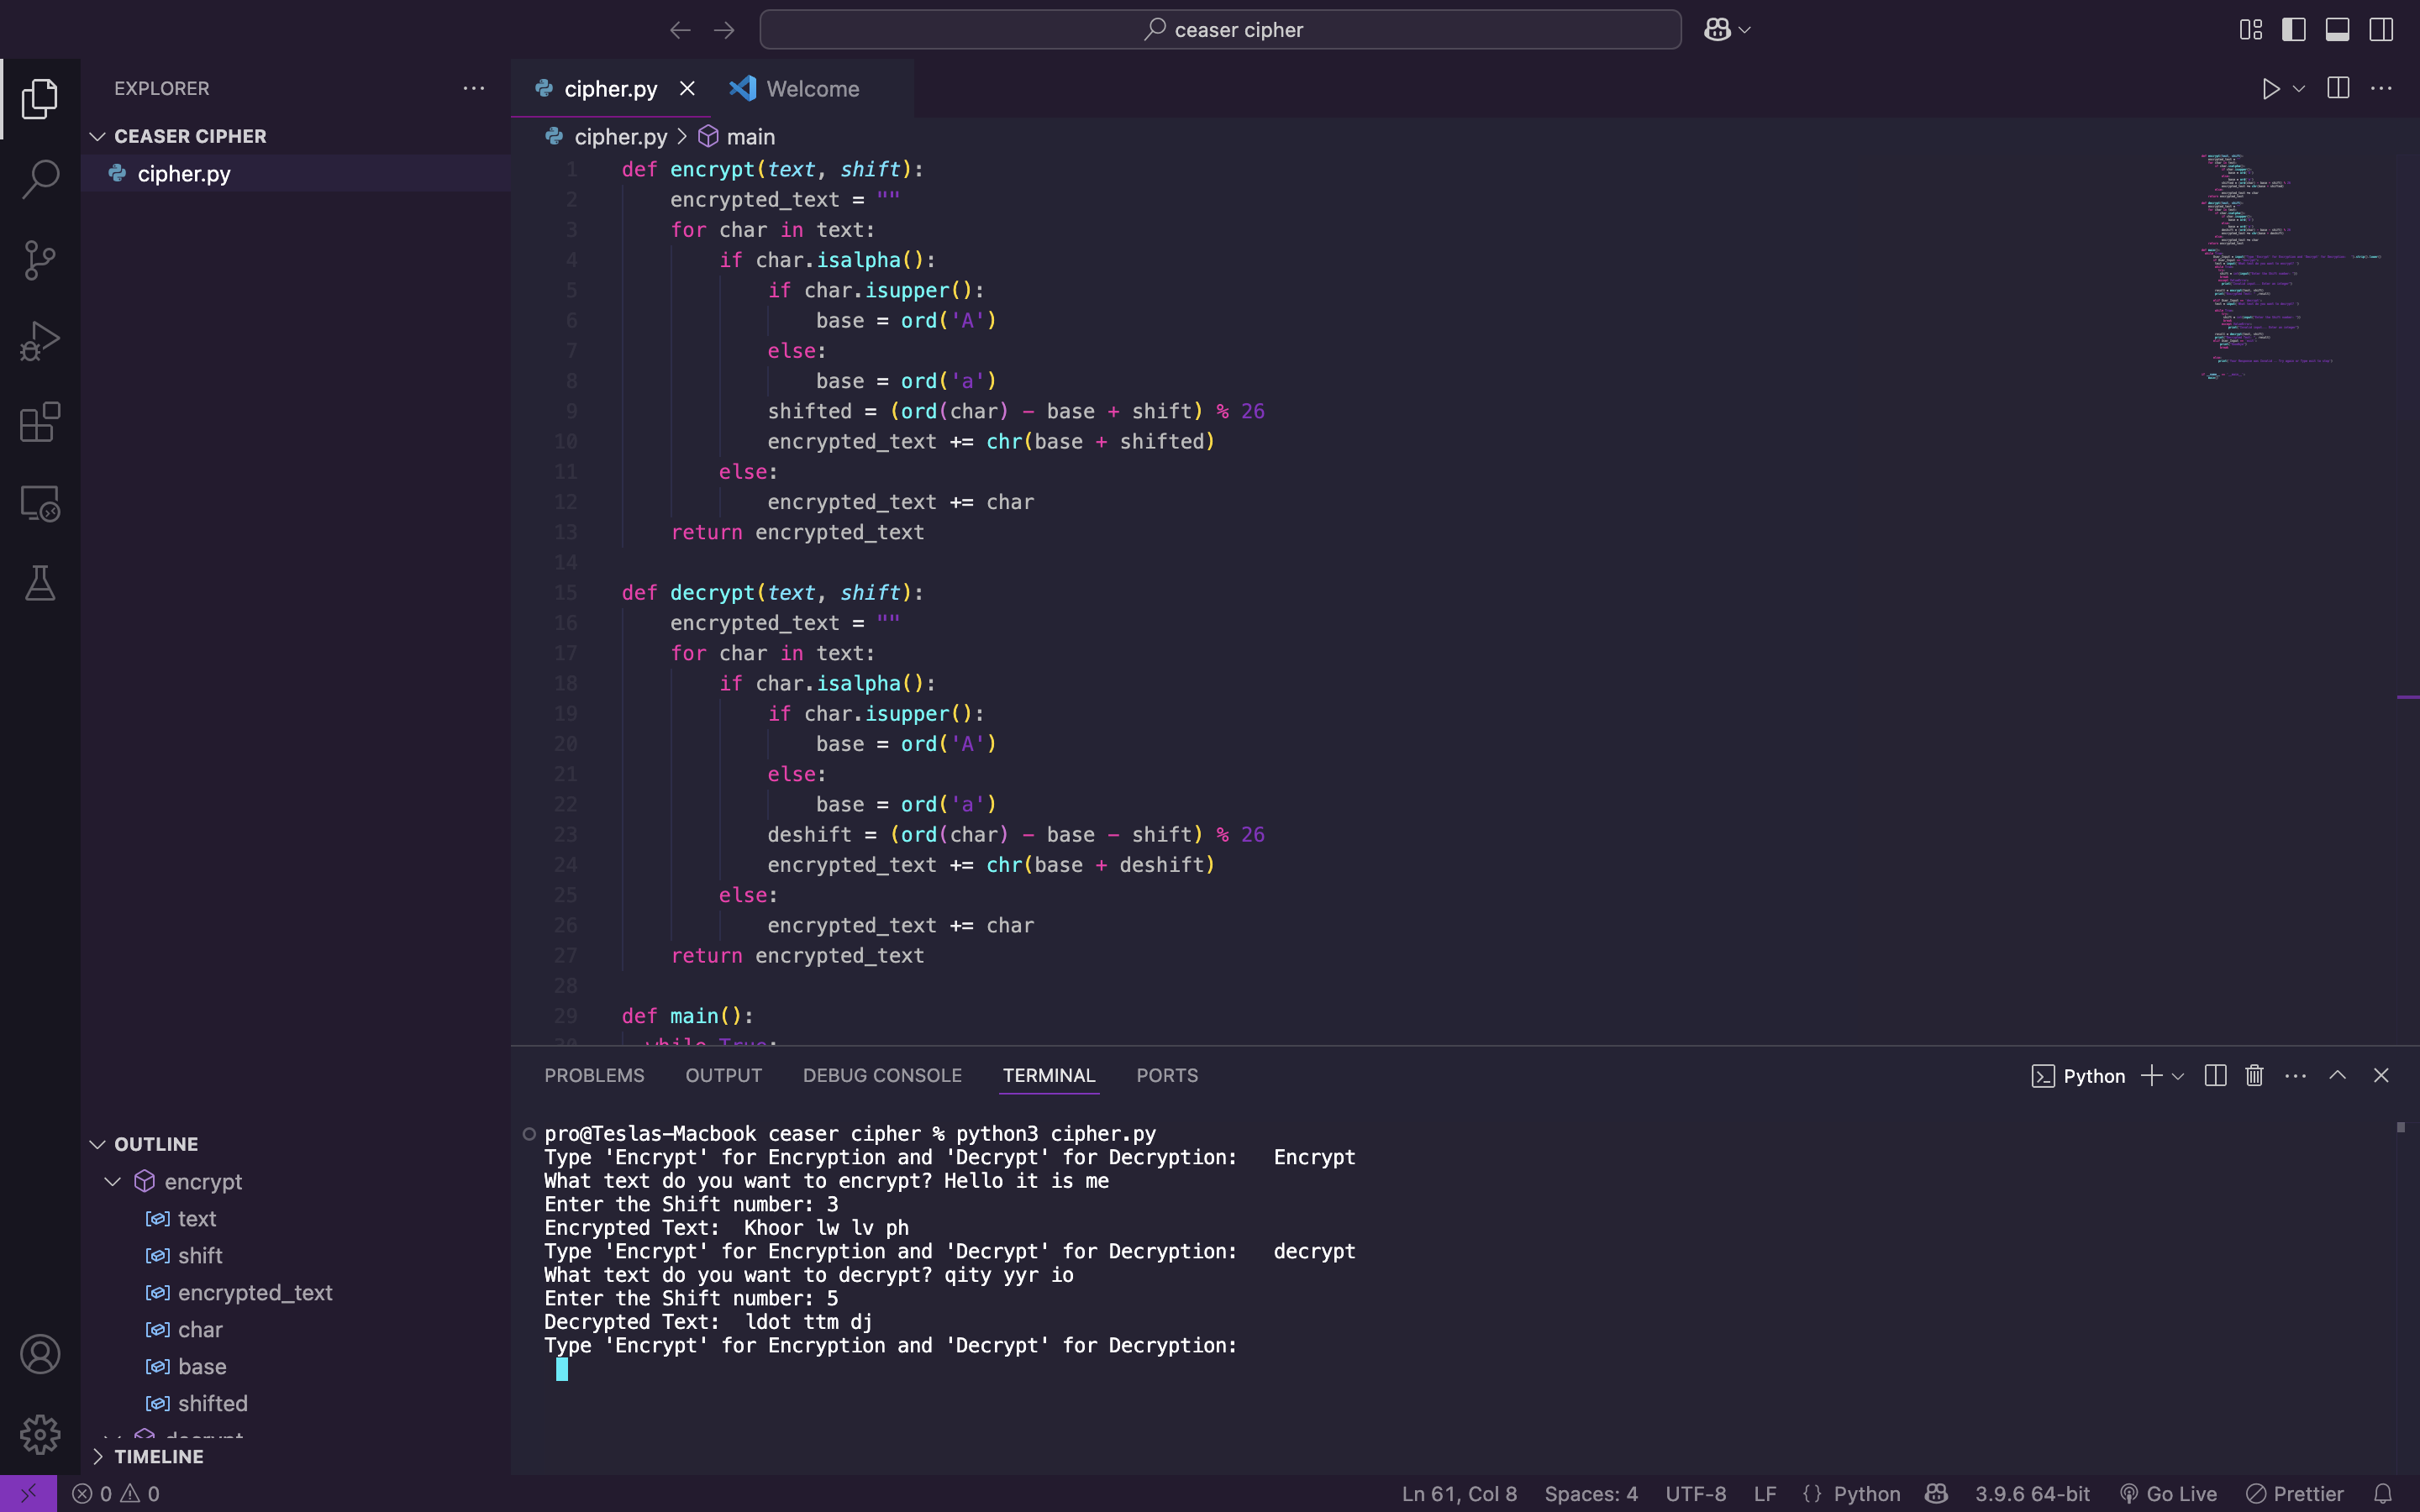 ceaser cipher
EXPLORER
CEASER CIPHER
cipher.py
cipher.py
Welcome
cipher.py > main
1 def encrypt(text, shift):
2     encrypted_text = ""
3     for char in text:
4         if char.isalpha():
5             if char.isupper():
6                 base = ord('A')
7             else:
8                 base = ord('a')
9             shifted = (ord(char) - base + shift) % 26
10             encrypted_text += chr(base + shifted)
11         else:
12             encrypted_text += char
13     return encrypted_text
14
15 def decrypt(text, shift):
16     encrypted_text = ""
17     for char in text:
18         if char.isalpha():
19             if char.isupper():
20                 base = ord('A')
21             else:
22                 base = ord('a')
23             deshift = (ord(char) - base - shift) % 26
24             encrypted_text += chr(base + deshift)
25         else:
26             encrypted_text += char
27     return encrypted_text
28
29 def main():
30   while True:
OUTLINE
encrypt
text
shift
encrypted_text
char
base
shifted
decrypt
TIMELINE
PROBLEMS OUTPUT DEBUG CONSOLE TERMINAL PORTS
Python
pro@Teslas-Macbook ceaser cipher % python3 cipher.py
Type 'Encrypt' for Encryption and 'Decrypt' for Decryption:   Encrypt
What text do you want to encrypt? Hello it is me
Enter the Shift number: 3
Encrypted Text:  Khoor lw lv ph
Type 'Encrypt' for Encryption and 'Decrypt' for Decryption:   decrypt
What text do you want to decrypt? qity yyr io
Enter the Shift number: 5
Decrypted Text:  ldot ttm dj
Type 'Encrypt' for Encryption and 'Decrypt' for Decryption:
0 0
Ln 61, Col 8 Spaces: 4 UTF-8 LF {} Python 3.9.6 64-bit Go Live Prettier